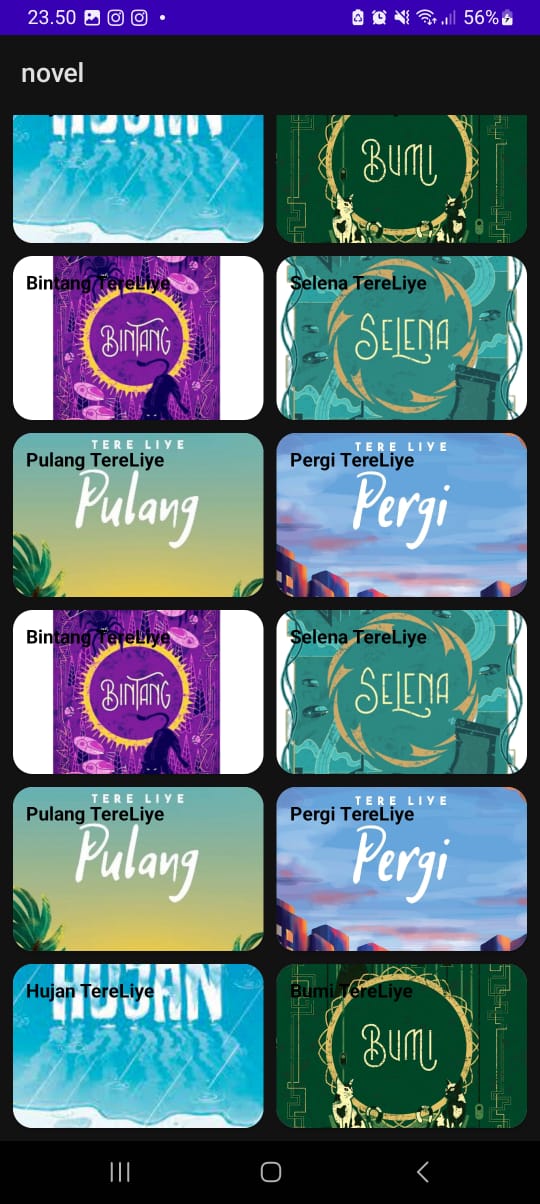 23.50
56%
novel
HUJAN
BUMI
Bintang TereLiye
BINTANG
Selena TereLiye
SELENA
TERE LIYE
Pulang TereLiye
Pulang
TERE LIYE
Pergi TereLiye
Pergi
Bintang TereLiye
BINTANG
Selena TereLiye
SELENA
TERE LIYE
Pulang TereLiye
Pulang
TERE LIYE
Pergi TereLiye
Pergi
HUJAN
Hujan TereLiye
Bumi TereLiye
BUMI